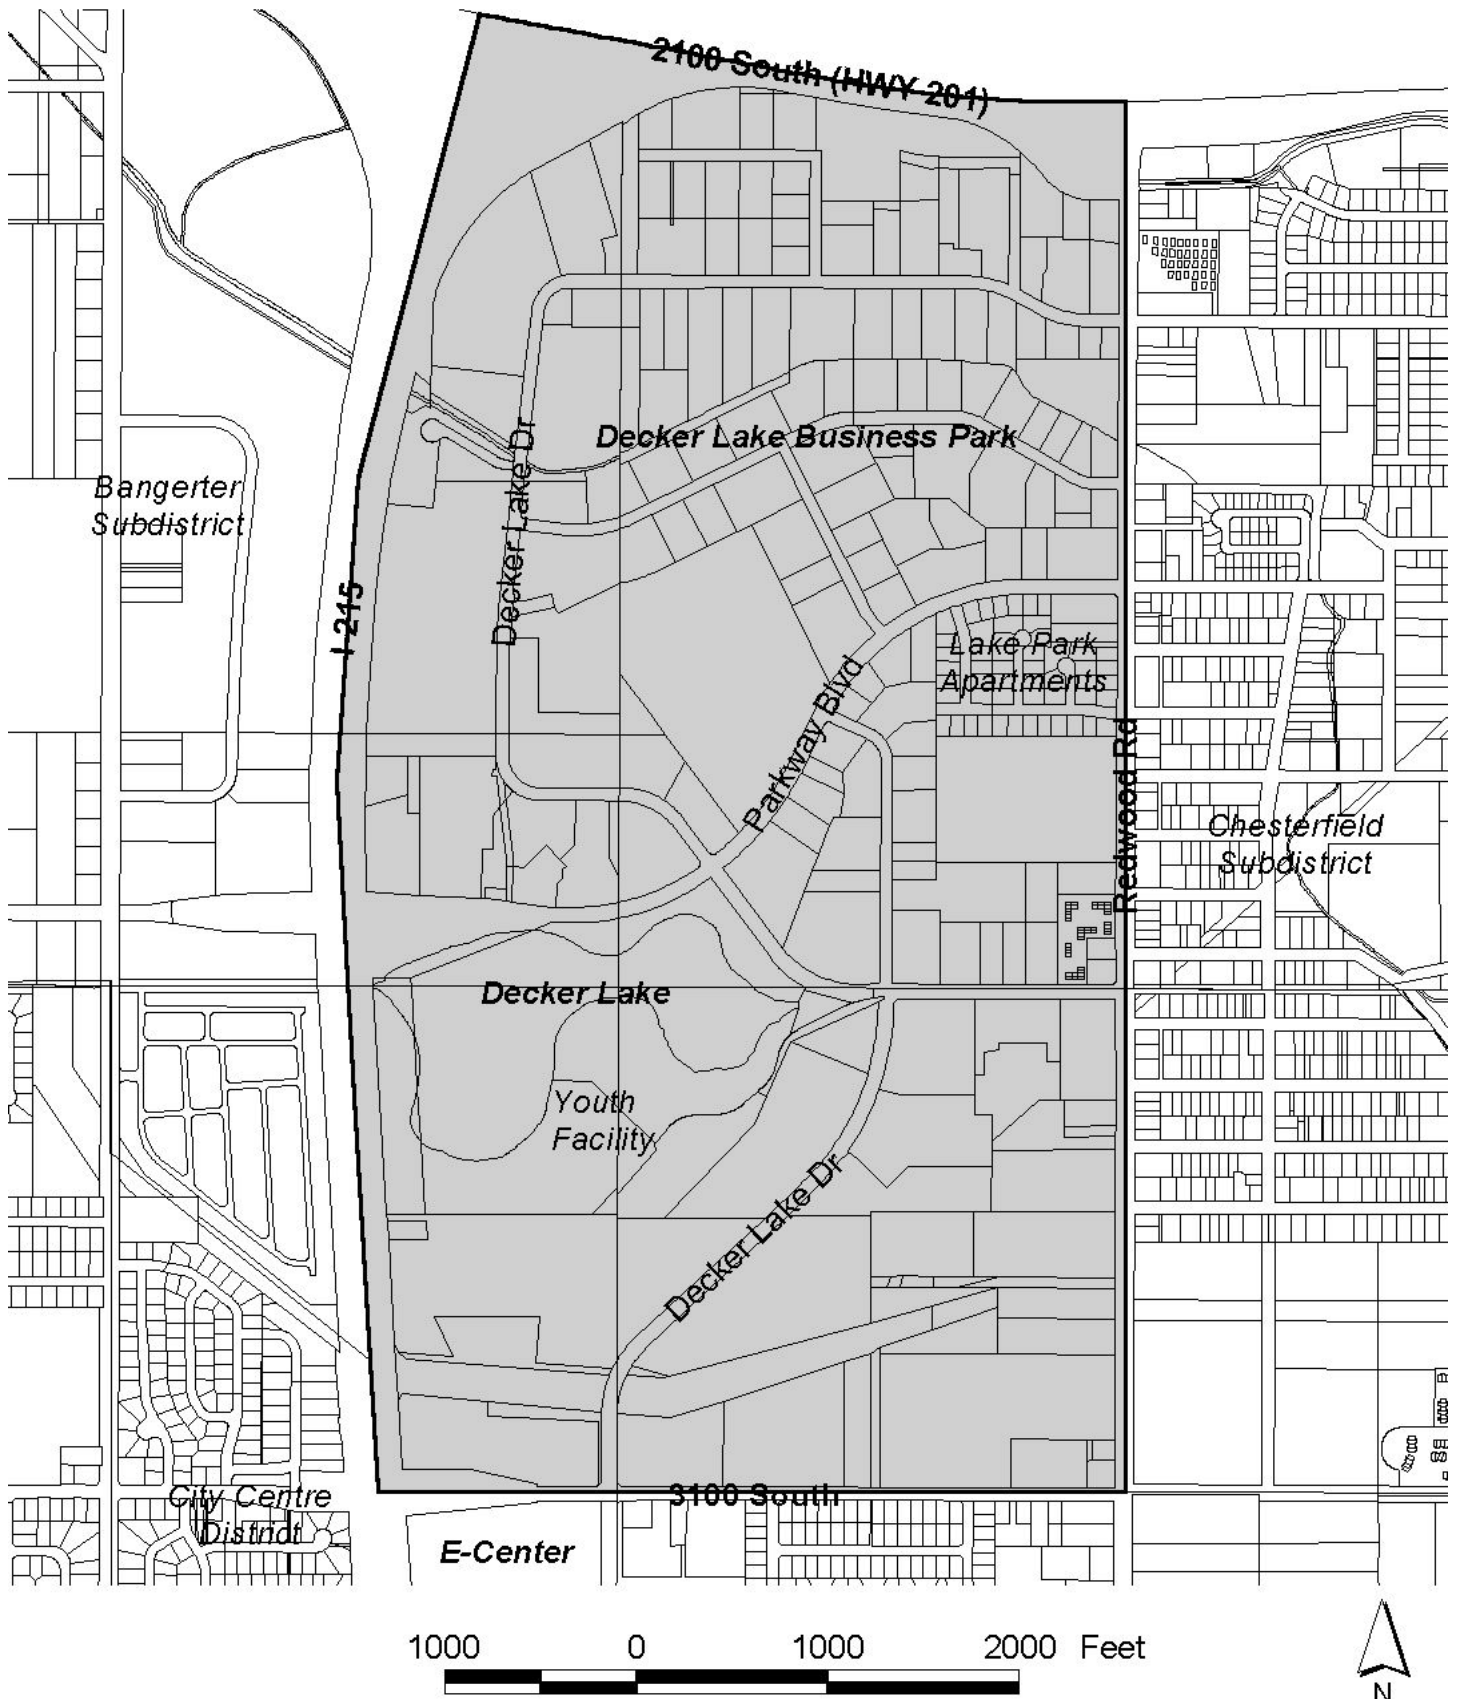 2100 South (HWY 201)
Decker Lake Dr
Decker Lake Business Park
Bangerter
Subdistrict
I 215
Lake Park
Apartments
Parkway Blvd
Redwood Rd
Chesterfield
Subdistrict
Decker Lake
Youth
Facility
Decker Lake Dr
3100 South
City Centre
District
E-Center
1000 0 1000 2000 Feet
N